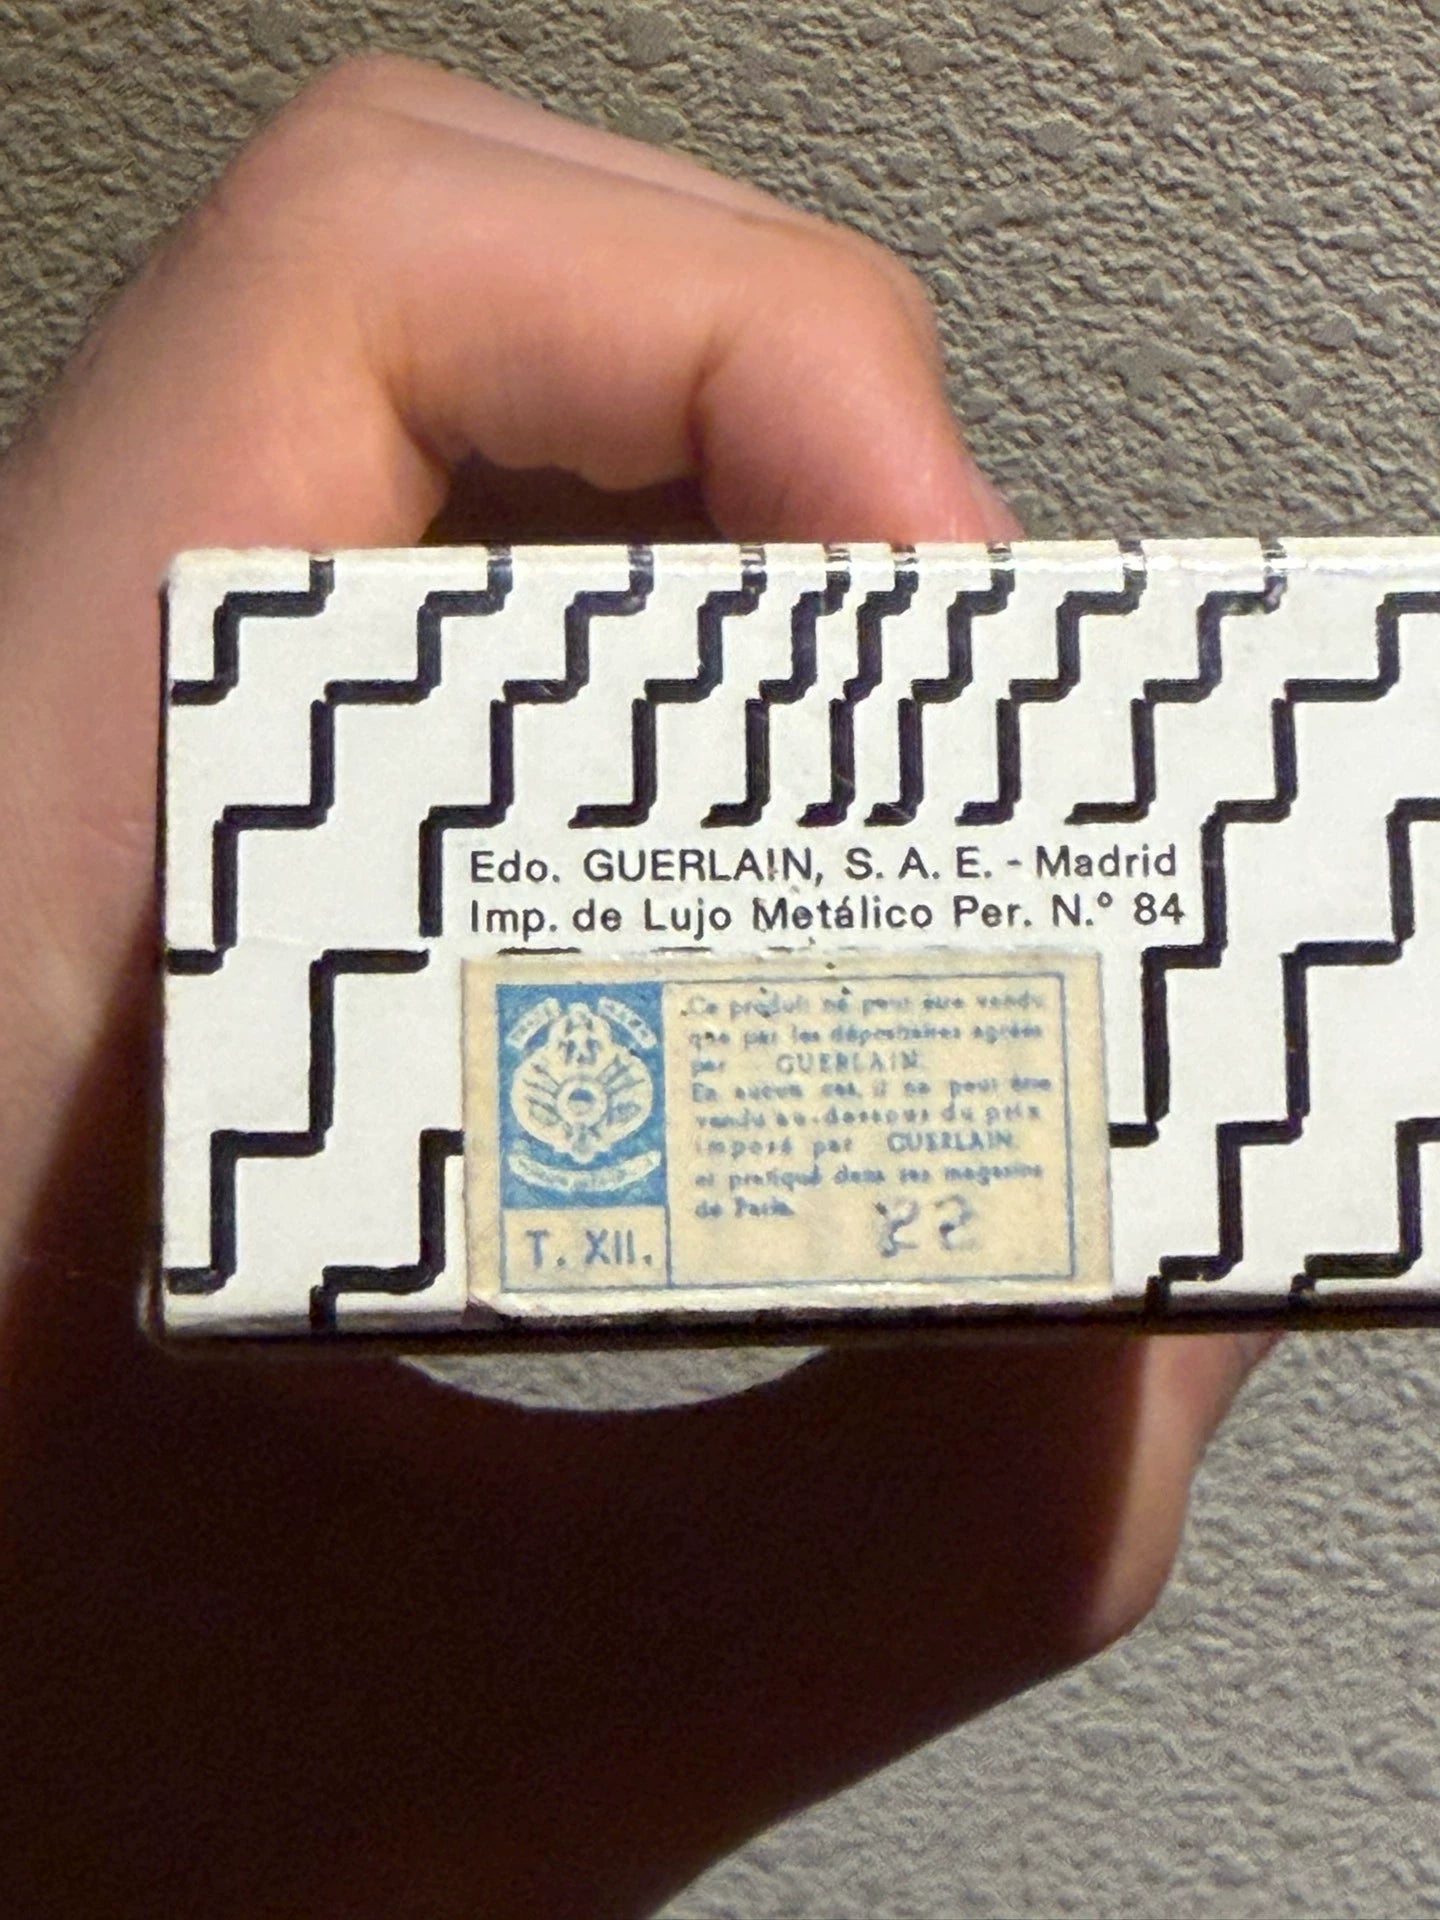 Edo. GUERLAIN, S. A. E. - Madrid
Imp. de Lujo Metálico Per. N.º 84
Ce produit ne peut être vendu
que par les dépositaires agréés
par GUERLAIN.
En aucun cas, il ne peut être
vendu au-dessous du prix
imposé par GUERLAIN
et pratiqué dans ses magasins
de Paris.
T. XII.